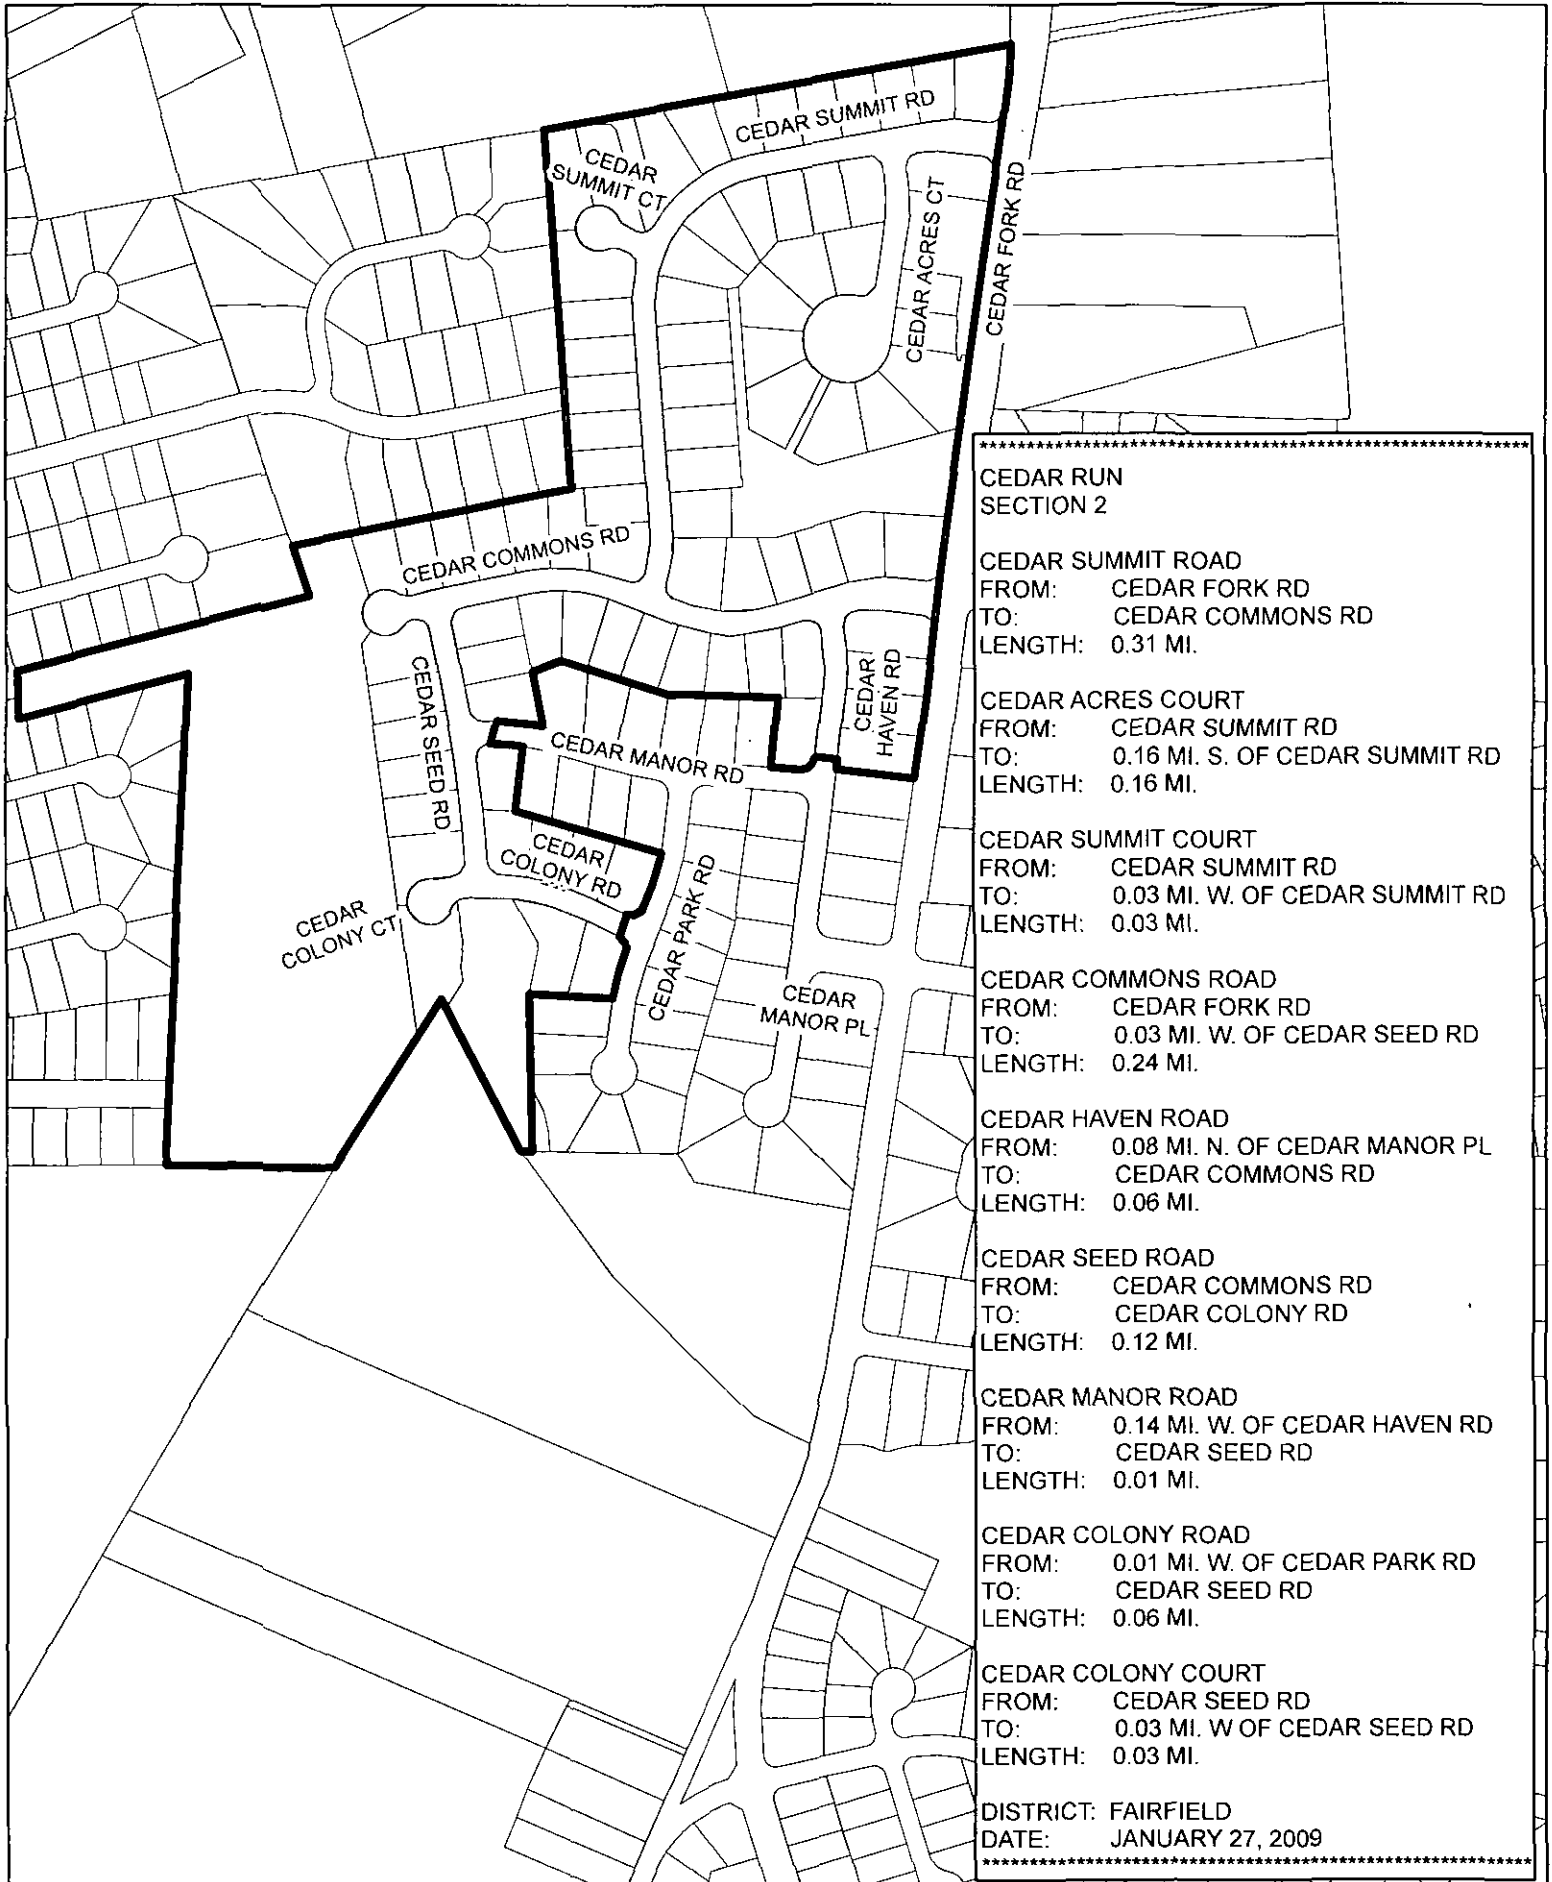 CEDAR SUMMIT RD
CEDAR
SUMMIT CT
CEDAR ACRES CT
CEDAR FORK RD
CEDAR COMMONS RD
CEDAR SEED RD
CEDAR
HAVEN RD
CEDAR MANOR RD
CEDAR
COLONY RD
CEDAR PARK RD
CEDAR
COLONY CT
CEDAR
MANOR PL
************************************************************
CEDAR RUN
SECTION 2
CEDAR SUMMIT ROAD
FROM: CEDAR FORK RD
TO: CEDAR COMMONS RD
LENGTH: 0.31 MI.
CEDAR ACRES COURT
FROM: CEDAR SUMMIT RD
TO: 0.16 MI. S. OF CEDAR SUMMIT RD
LENGTH: 0.16 MI.
CEDAR SUMMIT COURT
FROM: CEDAR SUMMIT RD
TO: 0.03 MI. W. OF CEDAR SUMMIT RD
LENGTH: 0.03 MI.
CEDAR COMMONS ROAD
FROM: CEDAR FORK RD
TO: 0.03 MI. W. OF CEDAR SEED RD
LENGTH: 0.24 MI.
CEDAR HAVEN ROAD
FROM: 0.08 MI. N. OF CEDAR MANOR PL
TO: CEDAR COMMONS RD
LENGTH: 0.06 MI.
CEDAR SEED ROAD
FROM: CEDAR COMMONS RD
TO: CEDAR COLONY RD
LENGTH: 0.12 MI.
CEDAR MANOR ROAD
FROM: 0.14 MI. W. OF CEDAR HAVEN RD
TO: CEDAR SEED RD
LENGTH: 0.01 MI.
CEDAR COLONY ROAD
FROM: 0.01 MI. W. OF CEDAR PARK RD
TO: CEDAR SEED RD
LENGTH: 0.06 MI.
CEDAR COLONY COURT
FROM: CEDAR SEED RD
TO: 0.03 MI. W OF CEDAR SEED RD
LENGTH: 0.03 MI.
DISTRICT: FAIRFIELD
DATE: JANUARY 27, 2009
************************************************************